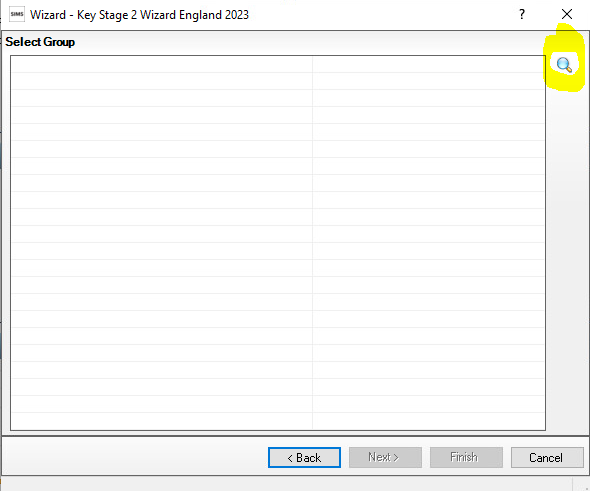 SIMS Wizard - Key Stage 2 Wizard England 2023 ?
Select Group
< Back Next > Finish Cancel